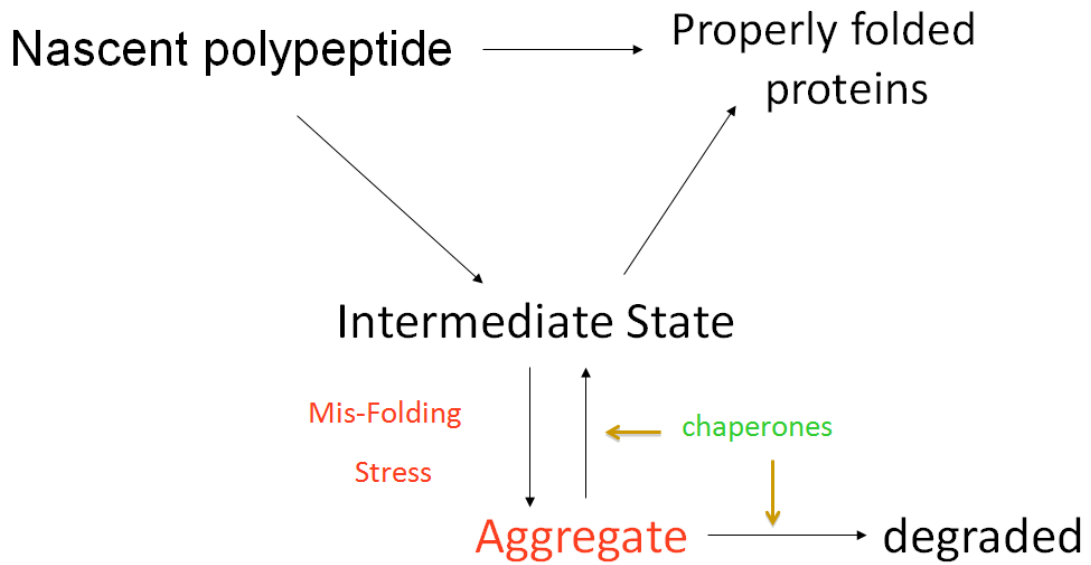 Nascent polypeptide
Properly folded
proteins
Intermediate State
Mis-Folding
Stress
chaperones
Aggregate
degraded